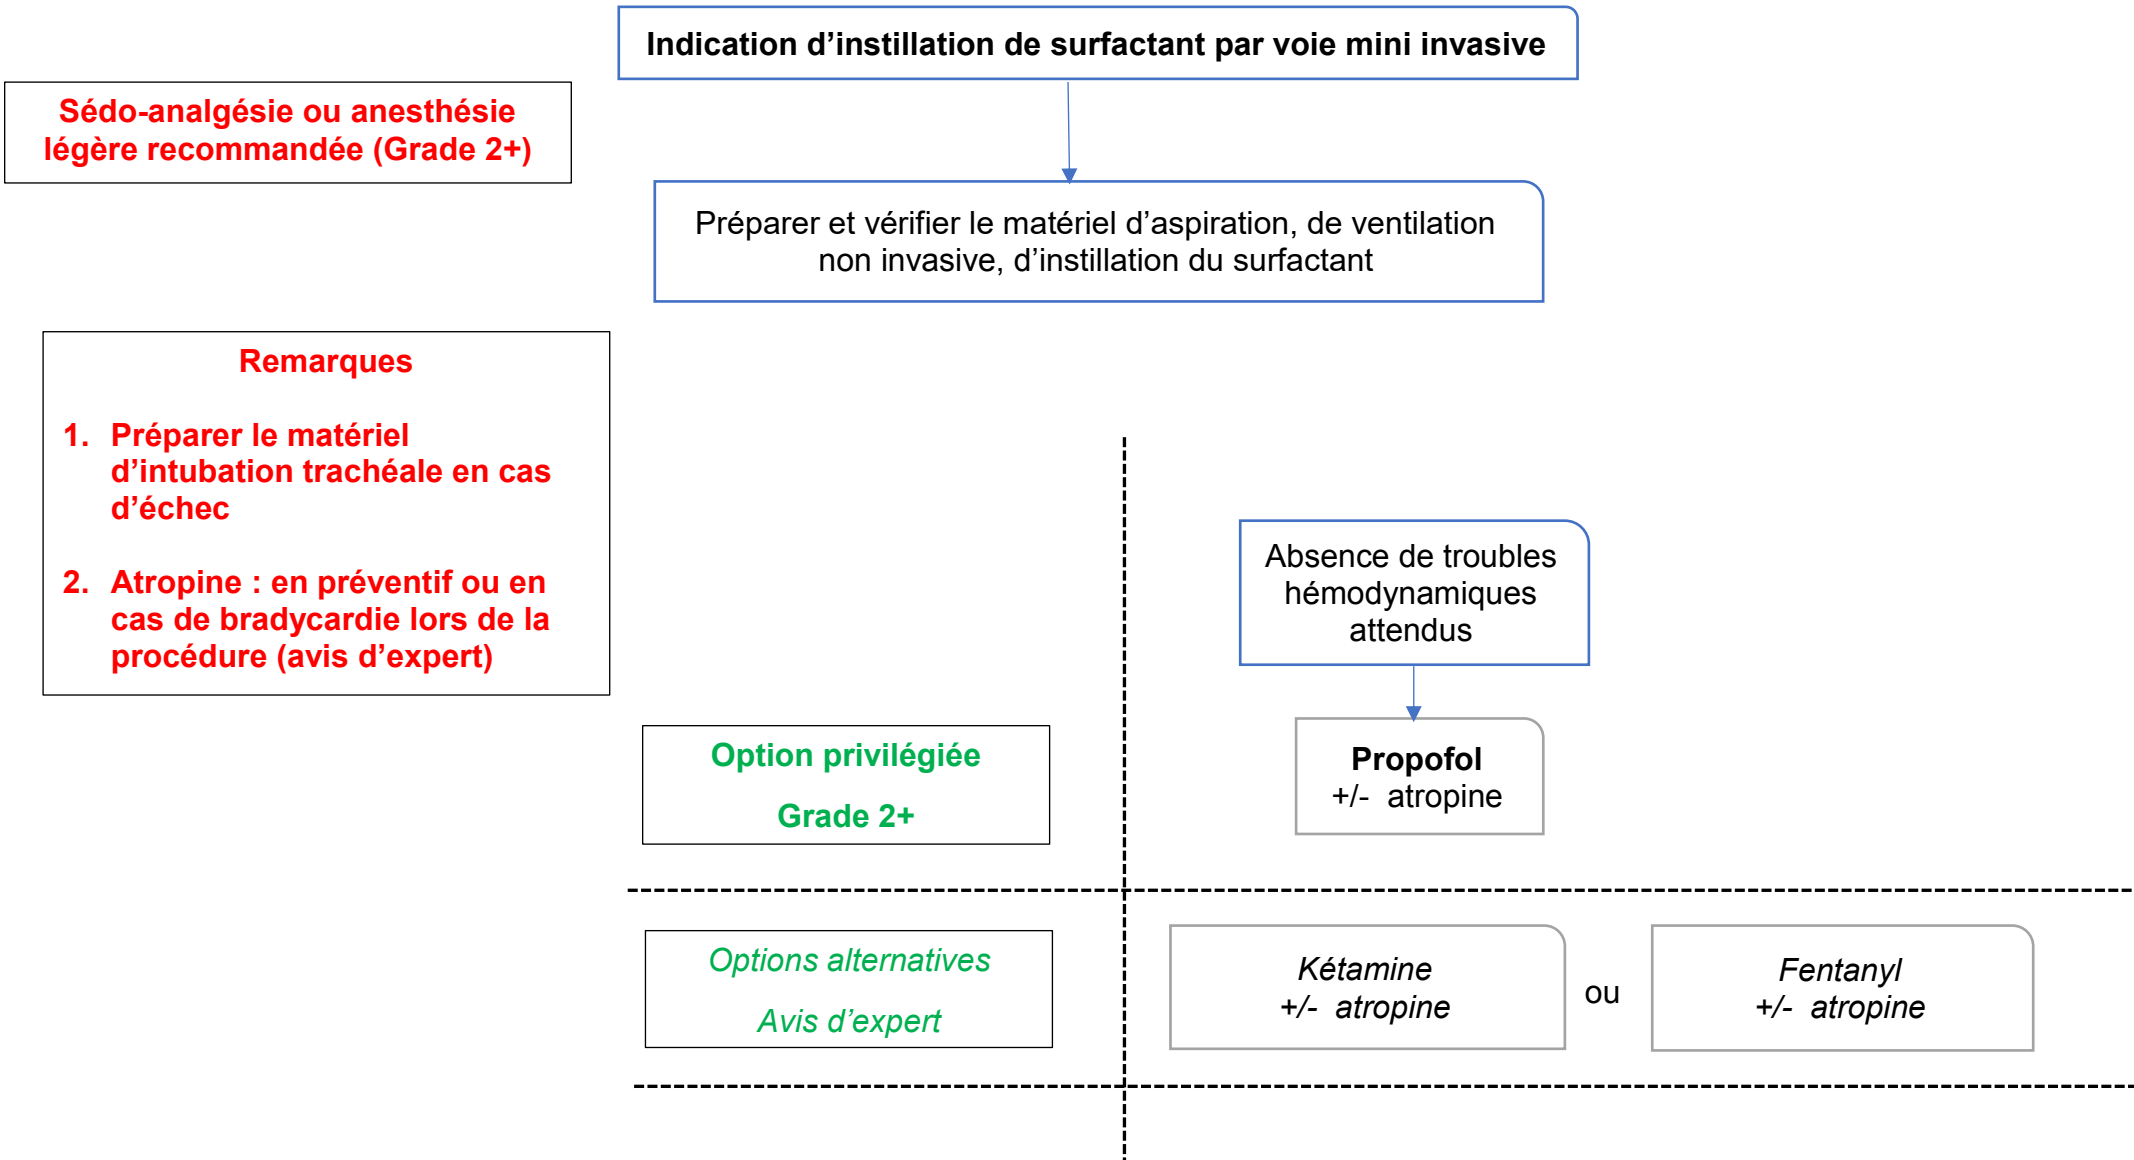 Indication d’instillation de surfactant par voie mini invasive
Sédo-analgésie ou anesthésie
légère recommandée (Grade 2+)
Préparer et vérifier le matériel d’aspiration, de ventilation
non invasive, d’instillation du surfactant
Remarques
1. Préparer le matériel
d’intubation trachéale en cas
d’échec
2. Atropine : en préventif ou en
cas de bradycardie lors de la
procédure (avis d’expert)
Absence de troubles
hémodynamiques
attendus
Option privilégiée
Grade 2+
Propofol
+/- atropine
Options alternatives
Avis d’expert
Kétamine
+/- atropine
ou
Fentanyl
+/- atropine